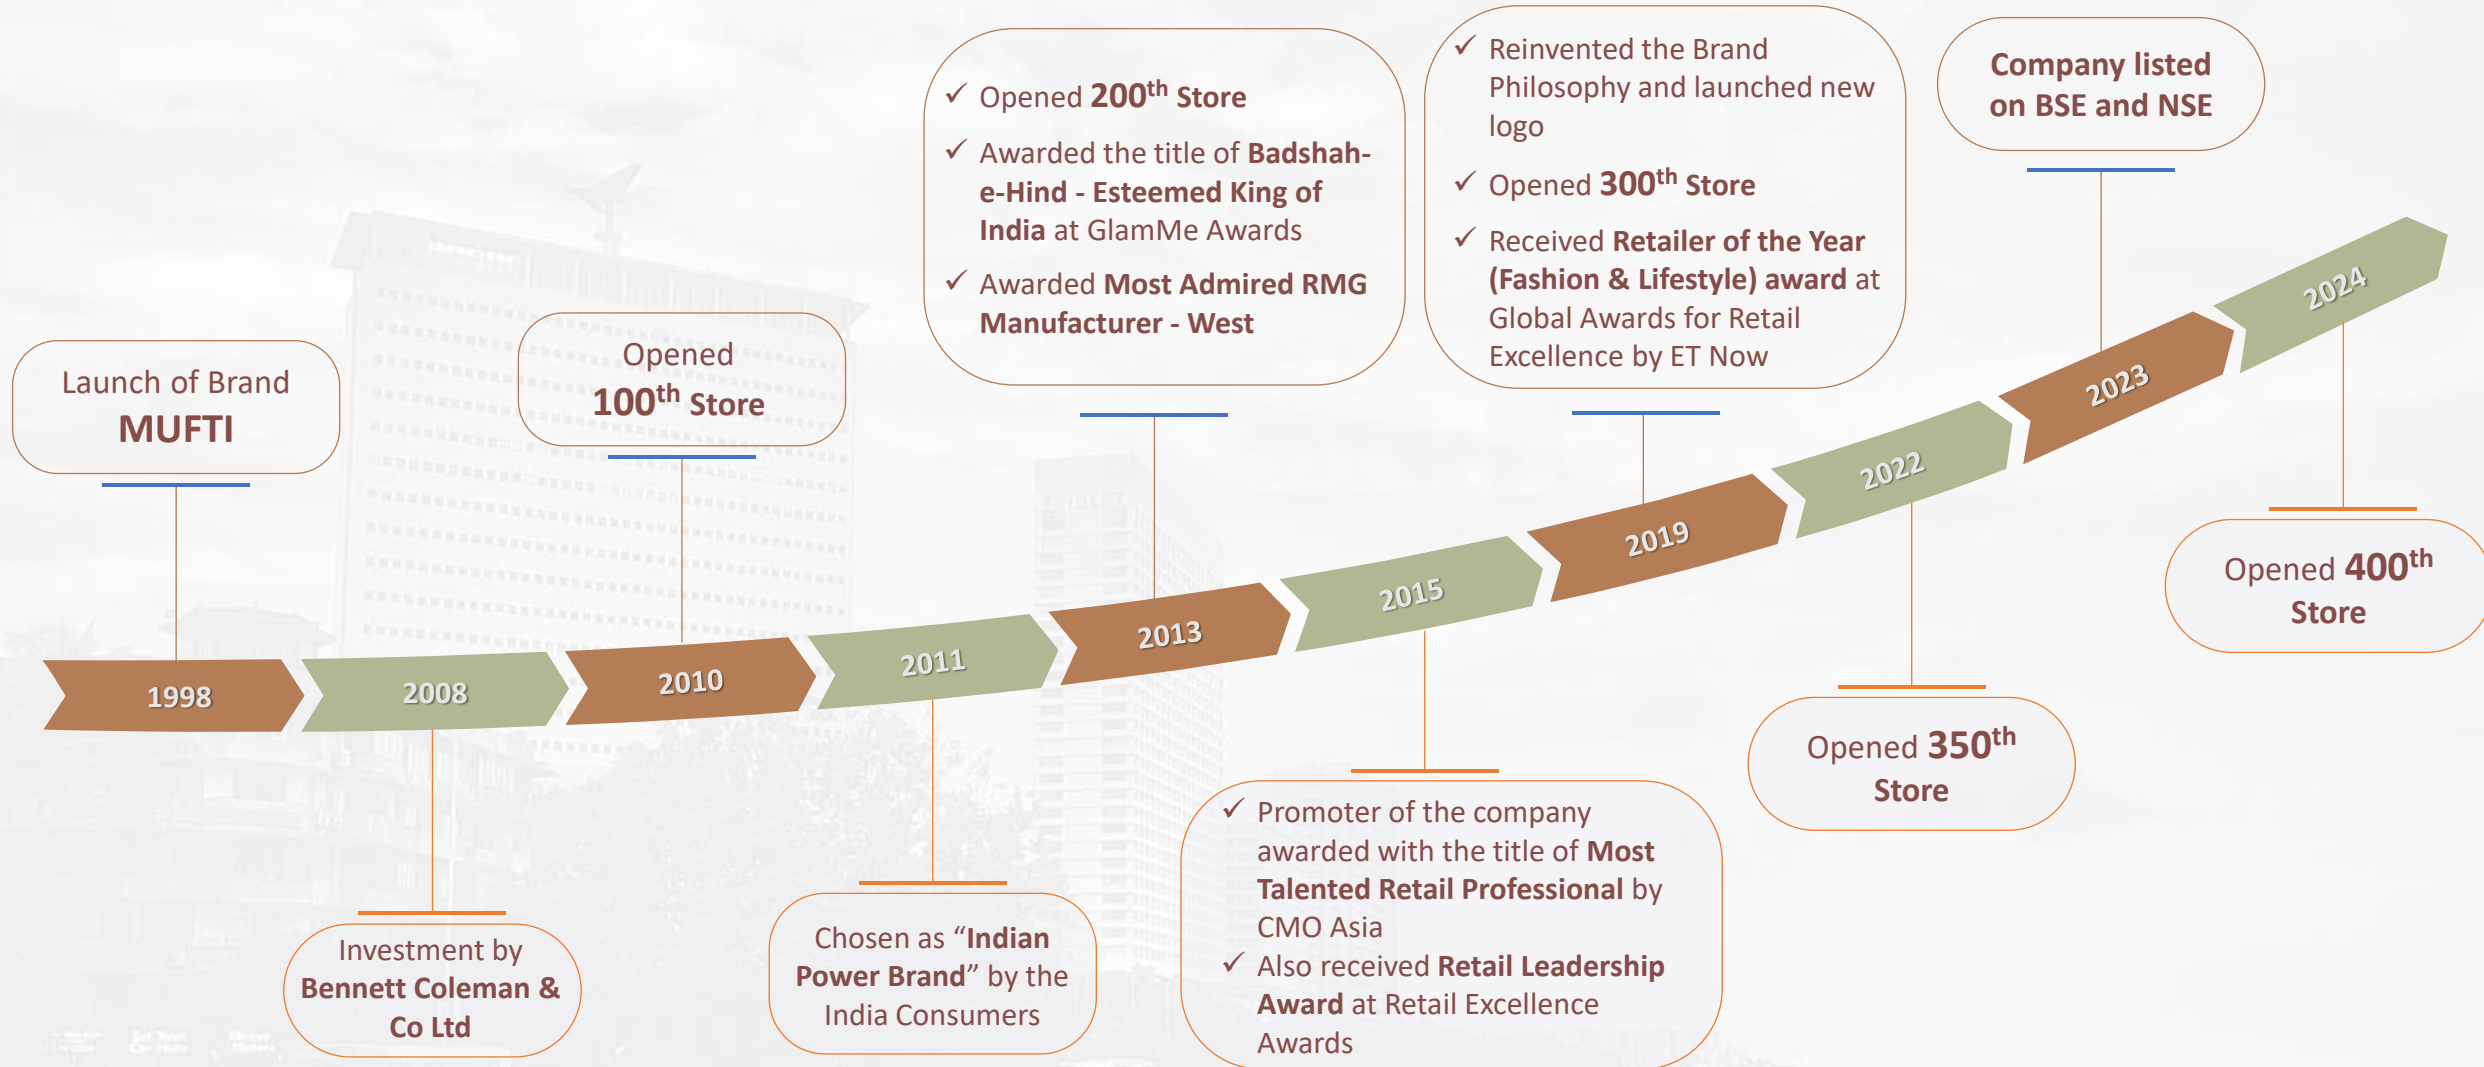 Launch of Brand
MUFTI
1998
2008
Investment by
Bennett Coleman &
Co Ltd
Opened
100th Store
2010
2011
Chosen as “Indian
Power Brand” by the
India Consumers
✓ Opened 200th Store
✓ Awarded the title of Badshah-
e-Hind - Esteemed King of
India at GlamMe Awards
✓ Awarded Most Admired RMG
Manufacturer - West
2013
2015
✓ Promoter of the company
awarded with the title of Most
Talented Retail Professional by
CMO Asia
✓ Also received Retail Leadership
Award at Retail Excellence
Awards
✓ Reinvented the Brand
Philosophy and launched new
logo
✓ Opened 300th Store
✓ Received Retailer of the Year
(Fashion & Lifestyle) award at
Global Awards for Retail
Excellence by ET Now
2019
2022
Opened 350th
Store
Company listed
on BSE and NSE
2023
2024
Opened 400th
Store
TRIDENT